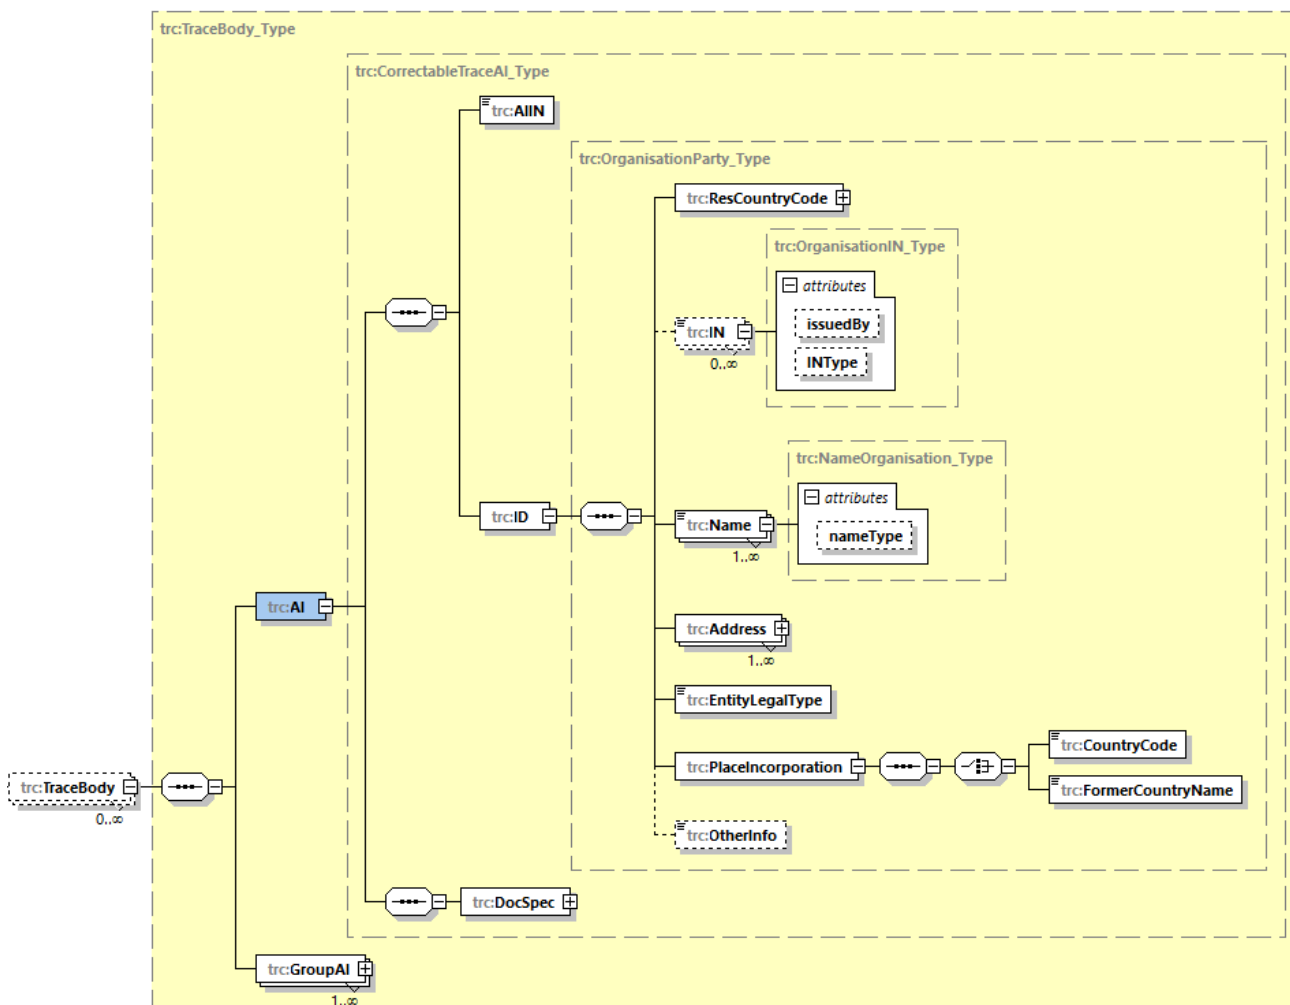 trc:TraceBody_Type
trc:CorrectableTraceAI_Type
trc:AIIN
trc:OrganisationParty_Type
trc:ResCountryCode
trc:OrganisationIN_Type
attributes
issuedBy
trc:IN
INType
0..∞
trc:NameOrganisation_Type
attributes
trc:ID
trc:Name
nameType
1..∞
trc:AI
trc:Address
1..∞
trc:EntityLegalType
trc:CountryCode
trc:PlaceIncorporation
trc:TraceBody
trc:FormerCountryName
0..∞
trc:OtherInfo
trc:DocSpec
trc:GroupAI
1..∞